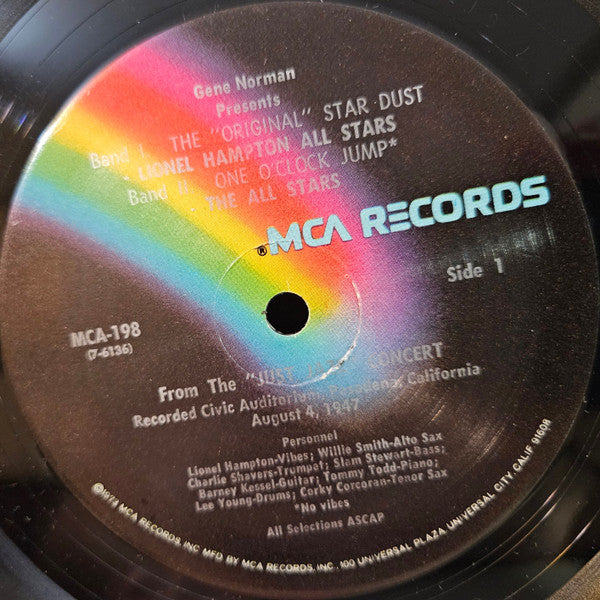 Gene Norman
Presents
Band I THE "ORIGINAL" STAR DUST
* LIONEL HAMPTON ALL STARS
Band II ONE O'CLOCK JUMP*
* THE ALL STARS
®MCA RECORDS
Side 1
MCA-198
(7-6136)
From The "JUST JAZZ" CONCERT
Recorded Civic Auditorium, Pasadena, California
August 4, 1947
Personnel
Lionel Hampton-Vibes; Willie Smith-Alto Sax
Charlie Shavers-Trumpet; Slam Stewart-Bass;
Barney Kessel-Guitar; Tommy Todd-Piano;
Lee Young-Drums; Corky Corcoran-Tenor Sax
*No vibes
All Selections ASCAP
©1973 MCA RECORDS, INC MFD BY MCA RECORDS, INC. 100 UNIVERSAL PLAZA, UNIVERSAL CITY, CALIF 91608